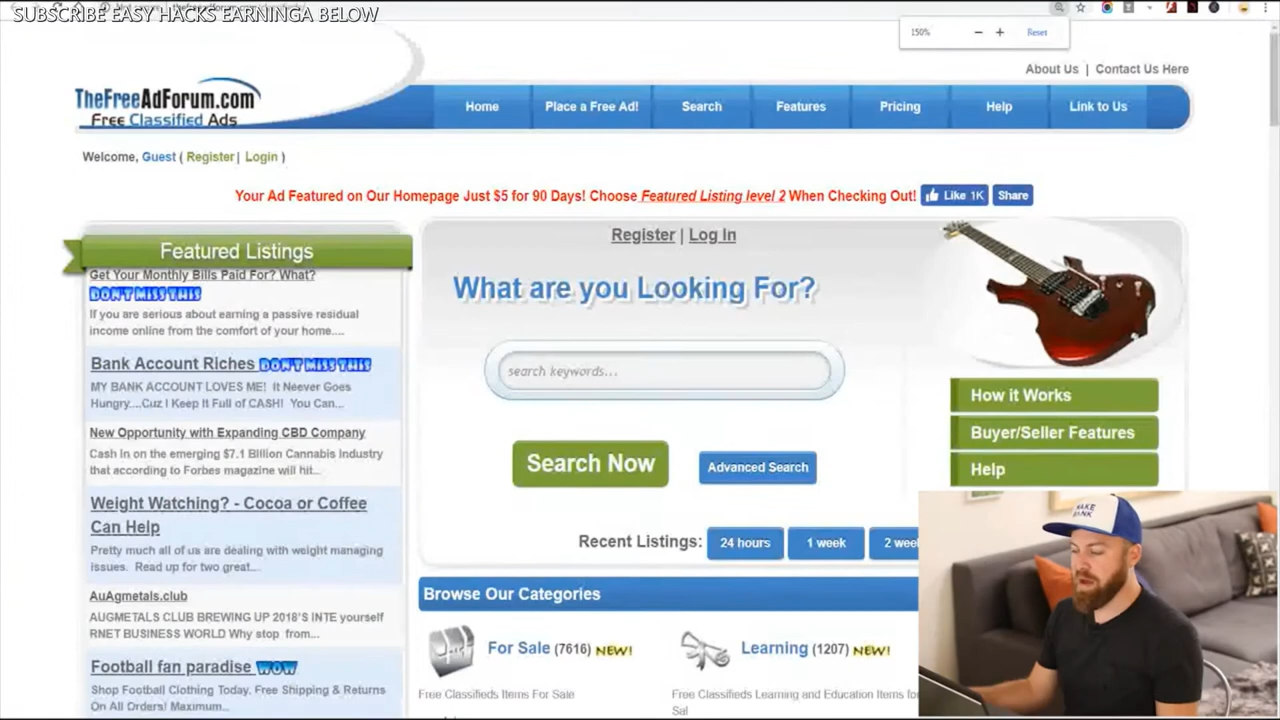 SUBSCRIBE EASY HACKS EARNINGA BELOW
150%
− + Reset
About Us | Contact Us Here
TheFreeAdForum.com
Free Classified Ads
Home Place a Free Ad! Search Features Pricing Help Link to Us
Welcome, Guest ( Register | Login )
Your Ad Featured on Our Homepage Just $5 for 90 Days! Choose Featured Listing level 2 When Checking Out! Like 1K Share
Featured Listings
Get Your Monthly Bills Paid For? What?
DON'T MISS THIS
If you are serious about earning a passive residual
income online from the comfort of your home....
Bank Account Riches DON'T MISS THIS
MY BANK ACCOUNT LOVES ME! It Neever Goes
Hungry....Cuz I Keep It Full of CASH! You Can...
New Opportunity with Expanding CBD Company
Cash In on the emerging $7.1 Billion Cannabis Industry
that according to Forbes magazine will hit...
Weight Watching? - Cocoa or Coffee
Can Help
Pretty much all of us are dealing with weight managing
issues. Read up for two great...
AuAgmetals.club
AUGMETALS CLUB BREWING UP 2018'S INTE yourself
RNET BUSINESS WORLD Why stop from...
Football fan paradise WOW
Shop Football Clothing Today. Free Shipping & Returns
On All Orders! Maximum...
Register | Log In
What are you Looking For?
search keywords...
Search Now Advanced Search
Recent Listings: 24 hours 1 week 2 wee
How it Works
Buyer/Seller Features
Help
Browse Our Categories
For Sale (7616) NEW!
Free Classifieds Items For Sale
Learning (1207) NEW!
Free Classifieds Learning and Education Items for
Sal
MAKE